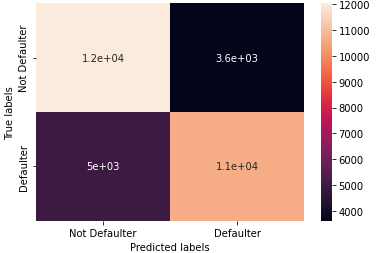 True labels
Not Defaulter
Defaulter
1.2e+04
3.6e+03
5e+03
1.1e+04
Not Defaulter
Defaulter
Predicted labels
12000
11000
10000
9000
8000
7000
6000
5000
4000